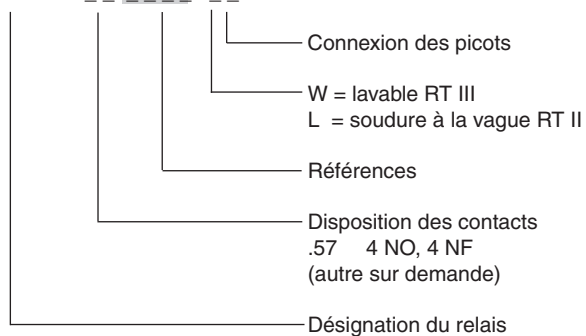 Connexion des picots
W = lavable RT III
L = soudure à la vague RT II
Références
Disposition des contacts
.57 4 NO, 4 NF
(autre sur demande)
Désignation du relais